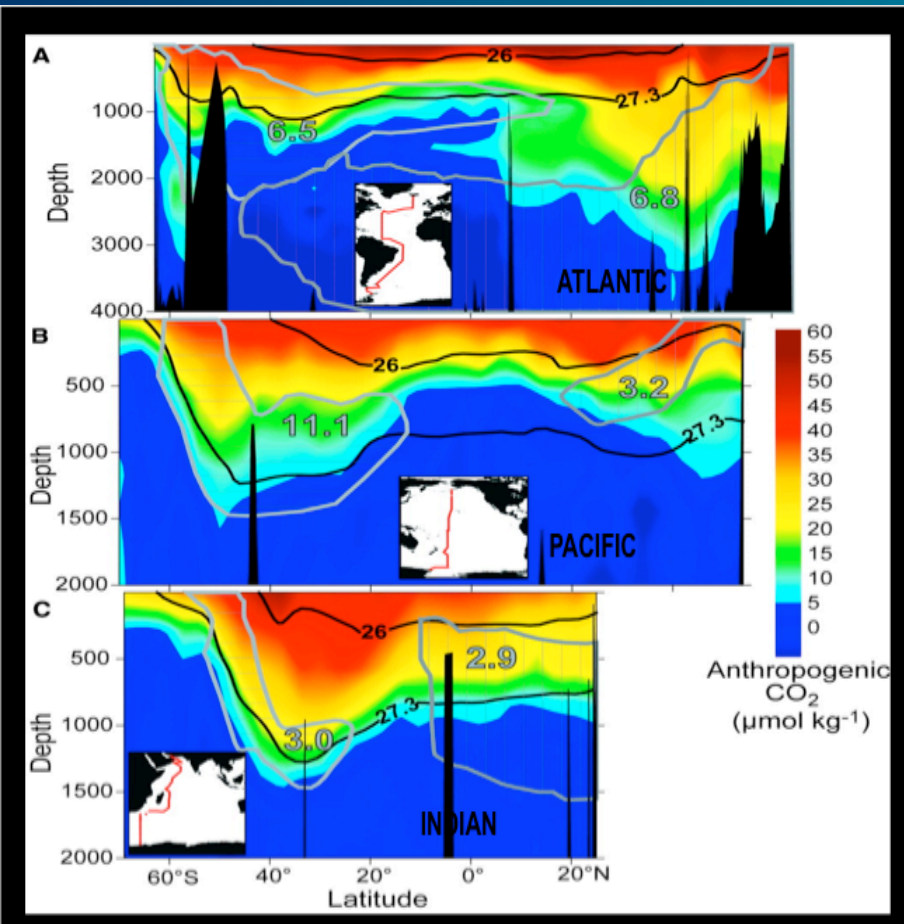 A
26
27.3
1000
6.5
2000
6.8
3000
ATLANTIC
4000
Depth
B
26
3.2
500
11.1
27.3
1000
1500
PACIFIC
2000
Depth
60
55
50
45
40
35
30
25
20
15
10
5
0
Anthropogenic
CO₂
(µmol kg⁻¹)
C
26
2.9
500
27.3
1000
3.0
1500
INDIAN
2000
Depth
60°S 40° 20° 0° 20°N
Latitude